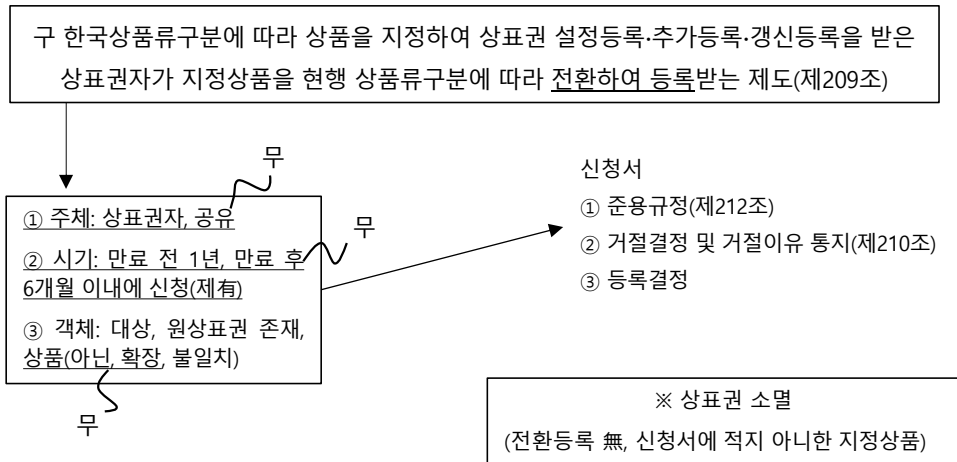 구 한국상품류구분에 따라 상품을 지정하여 상표권 설정등록·추가등록·갱신등록을 받은
상표권자가 지정상품을 현행 상품류구분에 따라 전환하여 등록받는 제도(제209조)
무
① 주체: 상표권자, 공유
무
② 시기: 만료 전 1년, 만료 후
6개월 이내에 신청(제有)
③ 객체: 대상, 원상표권 존재,
상품(아닌, 확장, 불일치)
무
신청서
① 준용규정(제212조)
② 거절결정 및 거절이유 통지(제210조)
③ 등록결정
※ 상표권 소멸
(전환등록 無, 신청서에 적지 아니한 지정상품)